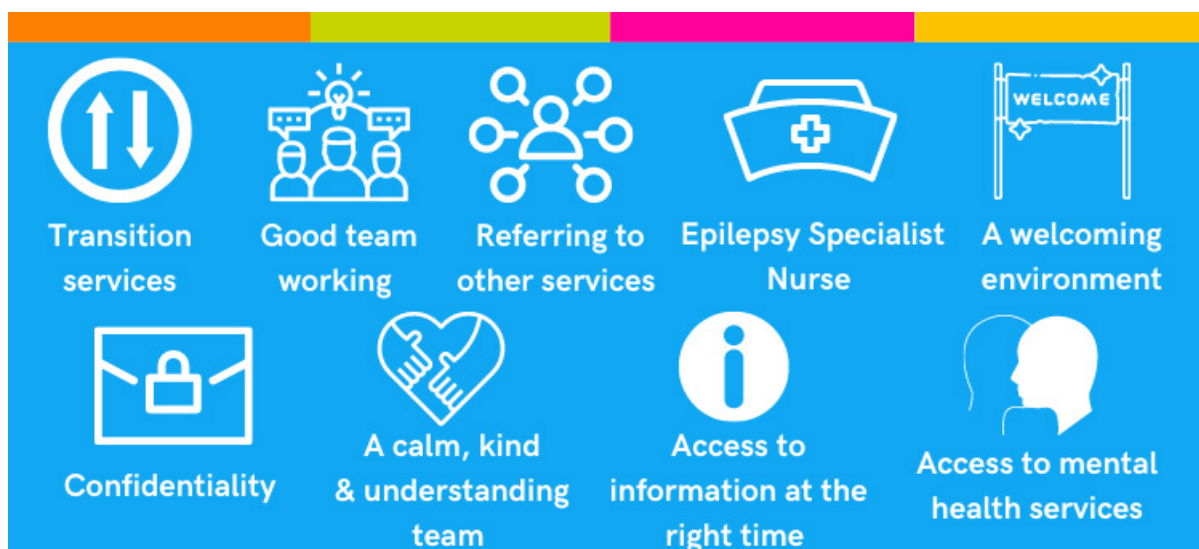 WELCOME
Transition
services
Good team
working
Referring to
other services
Epilepsy Specialist
Nurse
A welcoming
environment
Confidentiality
A calm, kind
& understanding
team
Access to
information at the
right time
Access to mental
health services